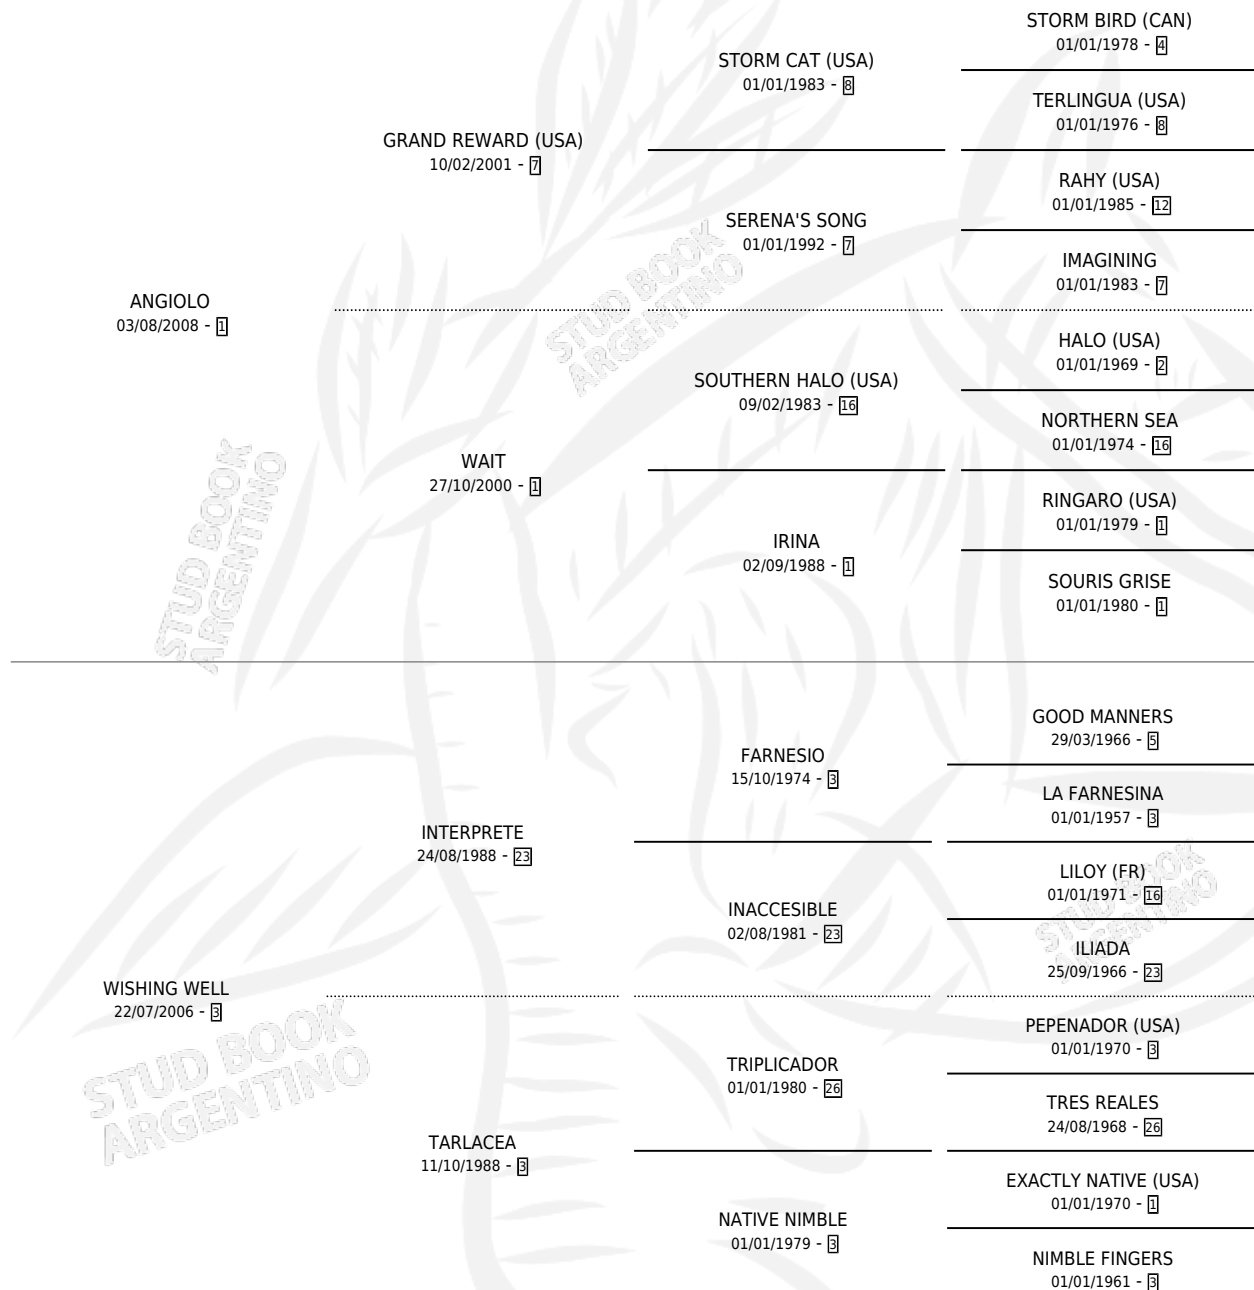 STORM BIRD (CAN)
01/01/1978 - 4
STORM CAT (USA)
01/01/1983 - 8
TERLINGUA (USA)
01/01/1976 - 8
GRAND REWARD (USA)
10/02/2001 - 7
RAHY (USA)
01/01/1985 - 12
SERENA'S SONG
01/01/1992 - 7
IMAGINING
01/01/1983 - 7
ANGIOLO
03/08/2008 - 1
HALO (USA)
01/01/1969 - 2
SOUTHERN HALO (USA)
09/02/1983 - 16
NORTHERN SEA
01/01/1974 - 16
WAIT
27/10/2000 - 1
RINGARO (USA)
01/01/1979 - 1
IRINA
02/09/1988 - 1
SOURIS GRISE
01/01/1980 - 1
GOOD MANNERS
29/03/1966 - 5
FARNESIO
15/10/1974 - 3
LA FARNESINA
01/01/1957 - 3
INTERPRETE
24/08/1988 - 23
LILOY (FR)
01/01/1971 - 16
INACCESIBLE
02/08/1981 - 23
ILIADA
25/09/1966 - 23
WISHING WELL
22/07/2006 - 3
PEPENADOR (USA)
01/01/1970 - 3
TRIPLICADOR
01/01/1980 - 26
TRES REALES
24/08/1968 - 26
TARLACEA
11/10/1988 - 3
EXACTLY NATIVE (USA)
01/01/1970 - 1
NATIVE NIMBLE
01/01/1979 - 3
NIMBLE FINGERS
01/01/1961 - 3
STUD BOOK
ARGENTINO
STUD BOOK
ARGENTINO
STUD BOOK
ARGENTINO
STUD BOOK
ARGENTINO